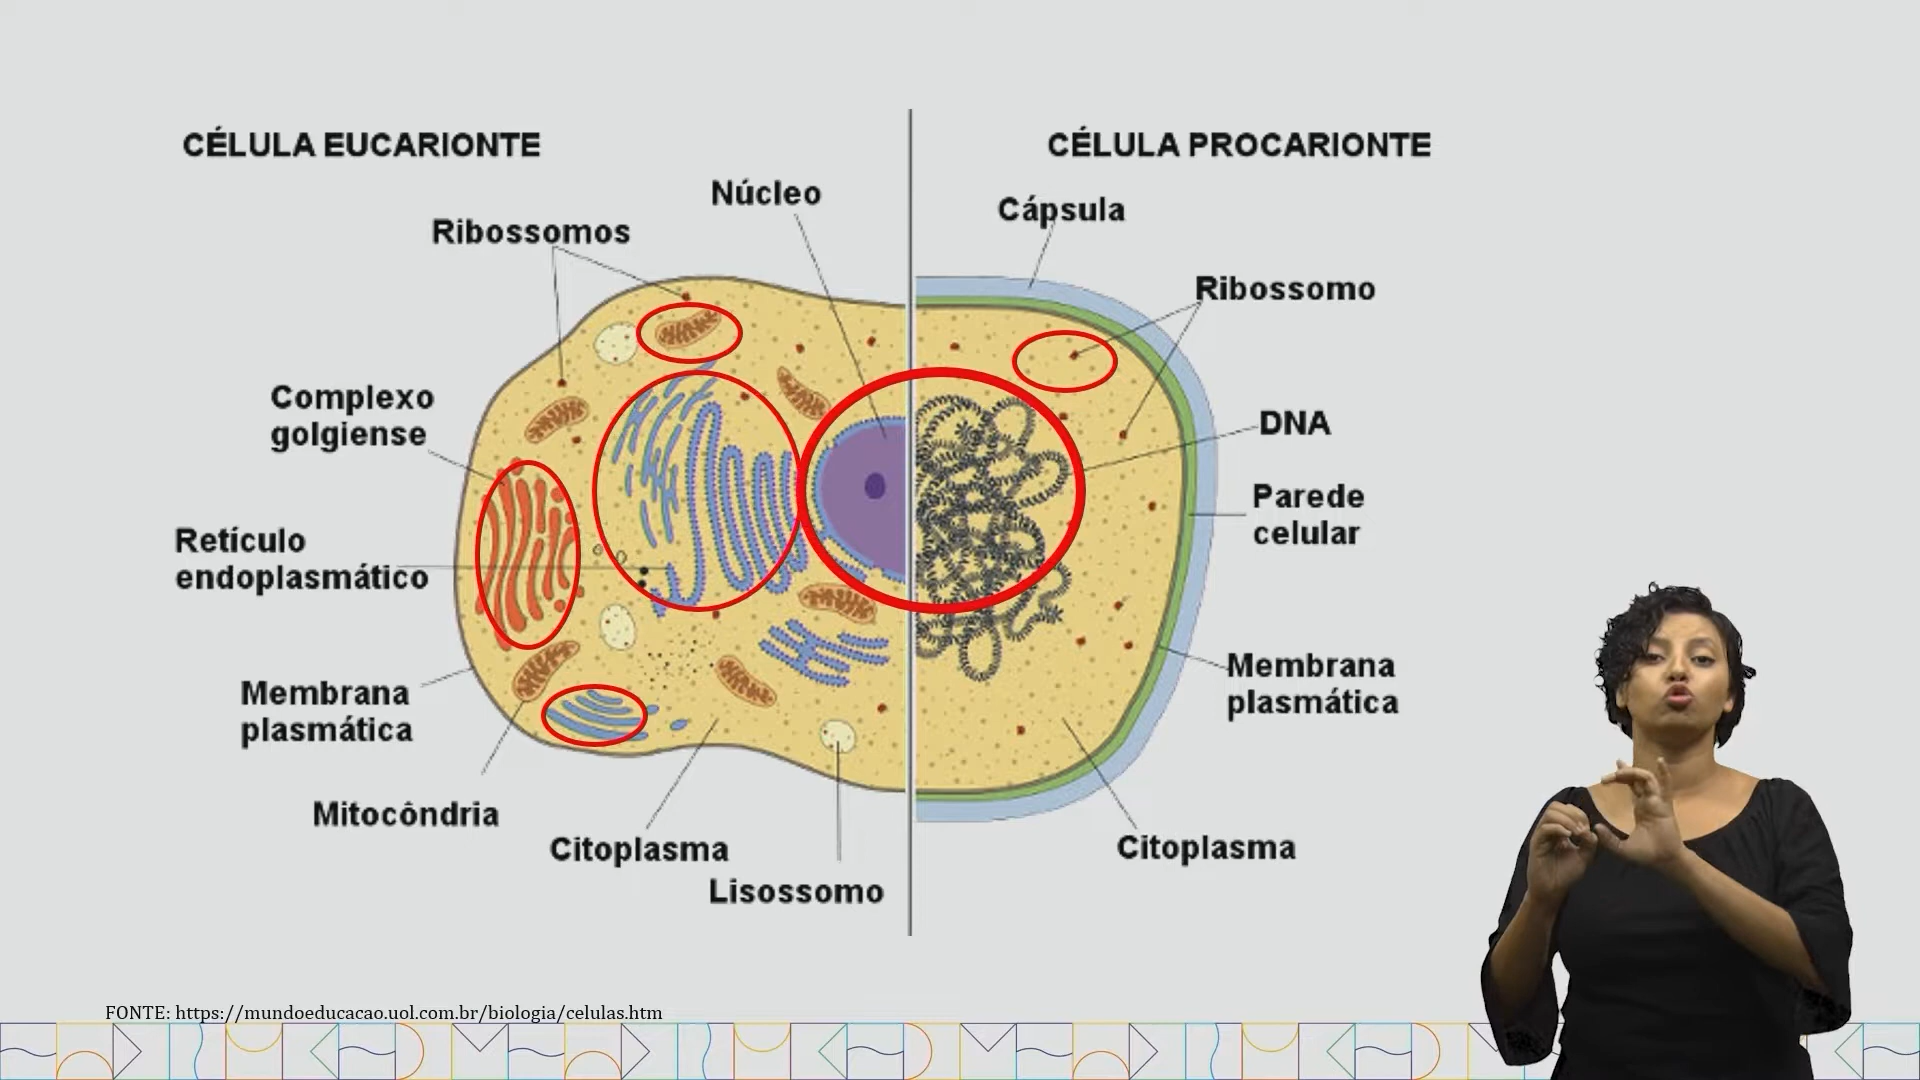 CÉLULA EUCARIONTE
Núcleo
Ribossomos
Complexo
golgiense
Retículo
endoplasmático
Membrana
plasmática
Mitocôndria
Citoplasma
Lisossomo
CÉLULA PROCARIONTE
Cápsula
Ribossomo
DNA
Parede
celular
Membrana
plasmática
Citoplasma
FONTE: https://mundoeducacao.uol.com.br/biologia/celulas.htm